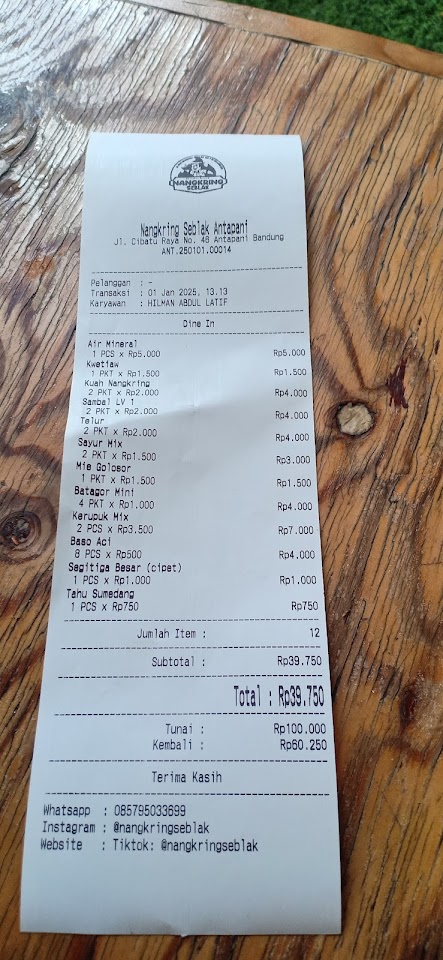 NANGKRING
SEBLAK
Nangkring Seblak Antapani
Jl. Cibatu Raya No. 46 Antapani Bandung
ANT.250101.00014
Pelanggan : -
Transaksi : 01 Jan 2025, 13.13
Karyawan : HILMAN ABDUL LATIF
Dine In
Air Mineral
1 PCS x Rp5.000 Rp5.000
Kwetiaw
1 PKT x Rp1.500 Rp1.500
Kuah Nangkring
2 PKT x Rp2.000 Rp4.000
Sambal LV 1
2 PKT x Rp2.000 Rp4.000
Telur
2 PKT x Rp2.000 Rp4.000
Sayur Mix
2 PKT x Rp1.500 Rp3.000
Mie Golosor
1 PKT x Rp1.500 Rp1.500
Batagor Mini
4 PKT x Rp1.000 Rp4.000
Kerupuk Mix
2 PCS x Rp3.500 Rp7.000
Baso Aci
8 PCS x Rp500 Rp4.000
Segitiga Besar (cipet)
1 PCS x Rp1.000 Rp1.000
Tahu Sumedang
1 PCS x Rp750 Rp750
Jumlah Item : 12
Subtotal : Rp39.750
Total : Rp39.750
Tunai : Rp100.000
Kembali : Rp60.250
Terima Kasih
Whatsapp : 085795033699
Instagram : @nangkringseblak
Website : Tiktok: @nangkringseblak